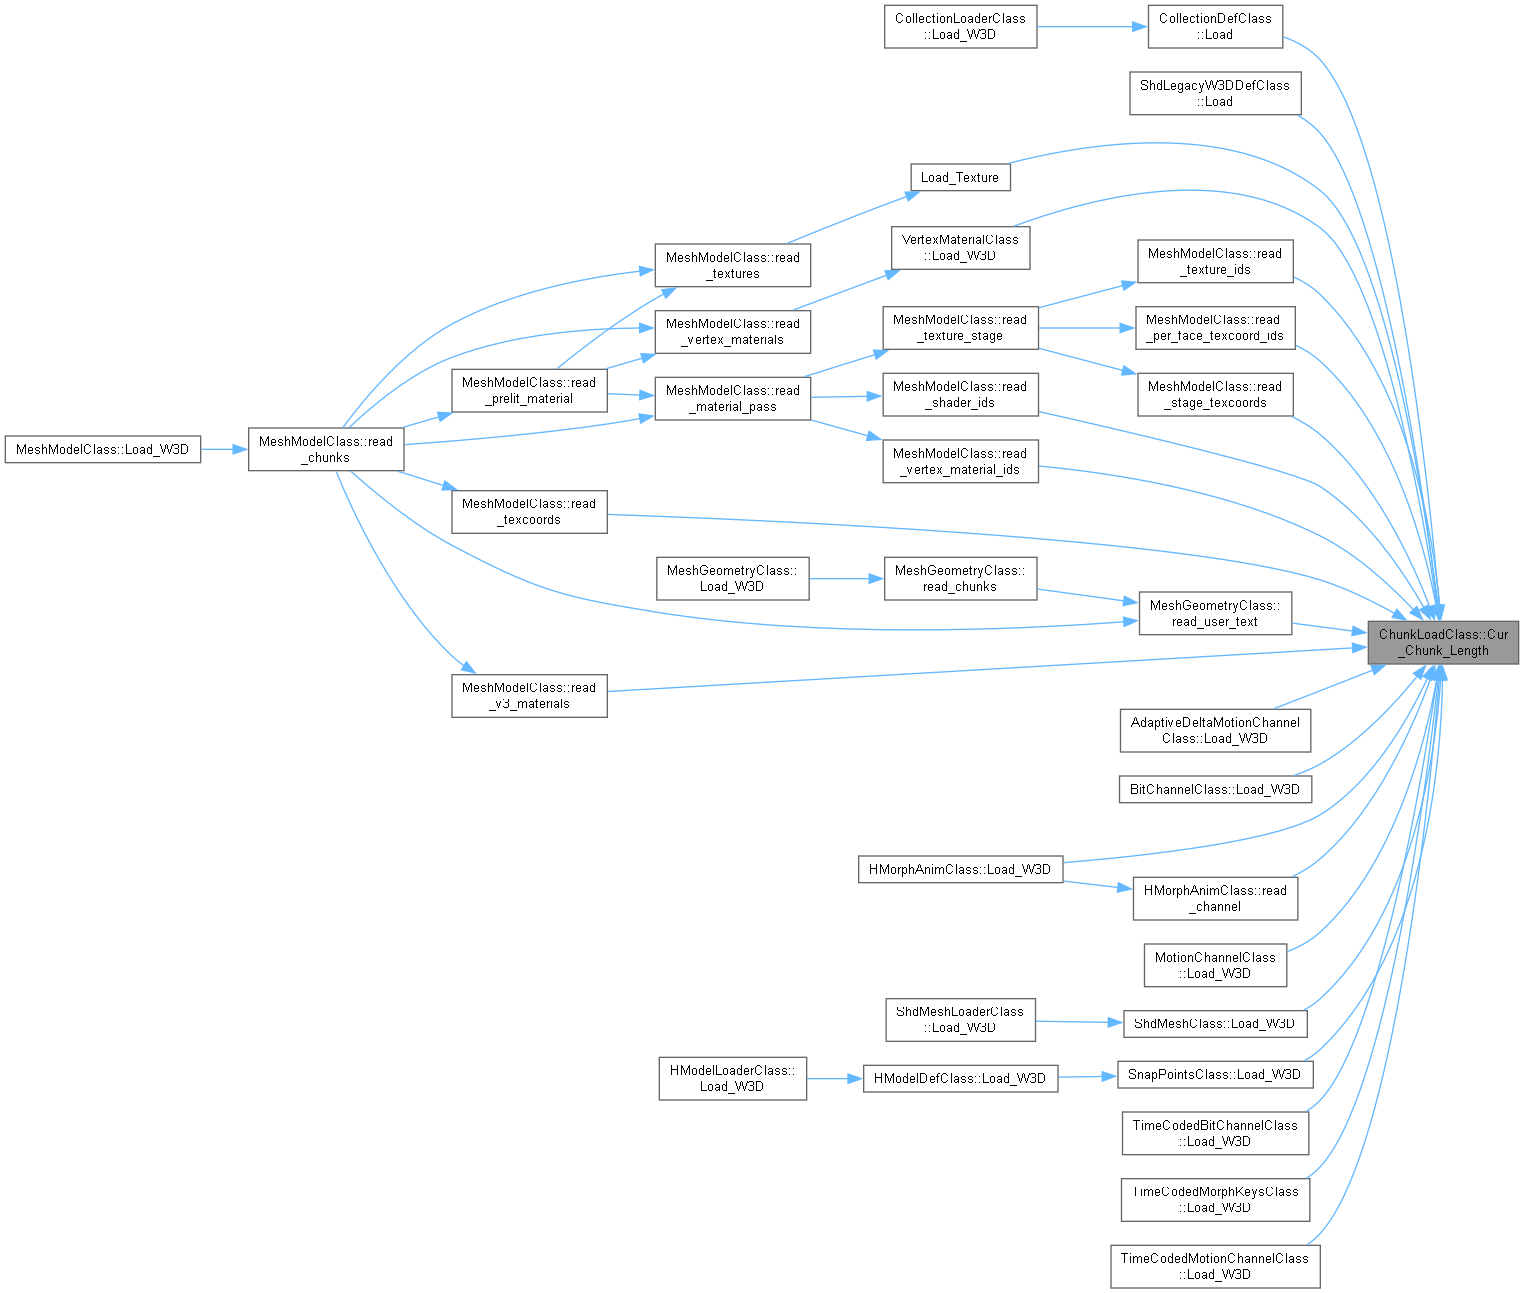 CollectionLoaderClass
::Load_W3D
CollectionDefClass
::Load
ShdLegacyW3DDefClass
::Load
Load_Texture
VertexMaterialClass
::Load_W3D
MeshModelClass::read
_textures
MeshModelClass::read
_texture_ids
MeshModelClass::read
_vertex_materials
MeshModelClass::read
_texture_stage
MeshModelClass::read
_per_face_texcoord_ids
MeshModelClass::read
_prelit_material
MeshModelClass::read
_material_pass
MeshModelClass::read
_shader_ids
MeshModelClass::read
_stage_texcoords
MeshModelClass::Load_W3D
MeshModelClass::read
_chunks
MeshModelClass::read
_vertex_material_ids
MeshModelClass::read
_texcoords
MeshGeometryClass::
Load_W3D
MeshGeometryClass::
read_chunks
MeshGeometryClass::
read_user_text
ChunkLoadClass::Cur
_Chunk_Length
MeshModelClass::read
_v3_materials
AdaptiveDeltaMotionChannel
Class::Load_W3D
BitChannelClass::Load_W3D
HMorphAnimClass::Load_W3D
HMorphAnimClass::read
_channel
MotionChannelClass
::Load_W3D
ShdMeshLoaderClass
::Load_W3D
ShdMeshClass::Load_W3D
HModelLoaderClass::
Load_W3D
HModelDefClass::Load_W3D
SnapPointsClass::Load_W3D
TimeCodedBitChannelClass
::Load_W3D
TimeCodedMorphKeysClass
::Load_W3D
TimeCodedMotionChannelClass
::Load_W3D